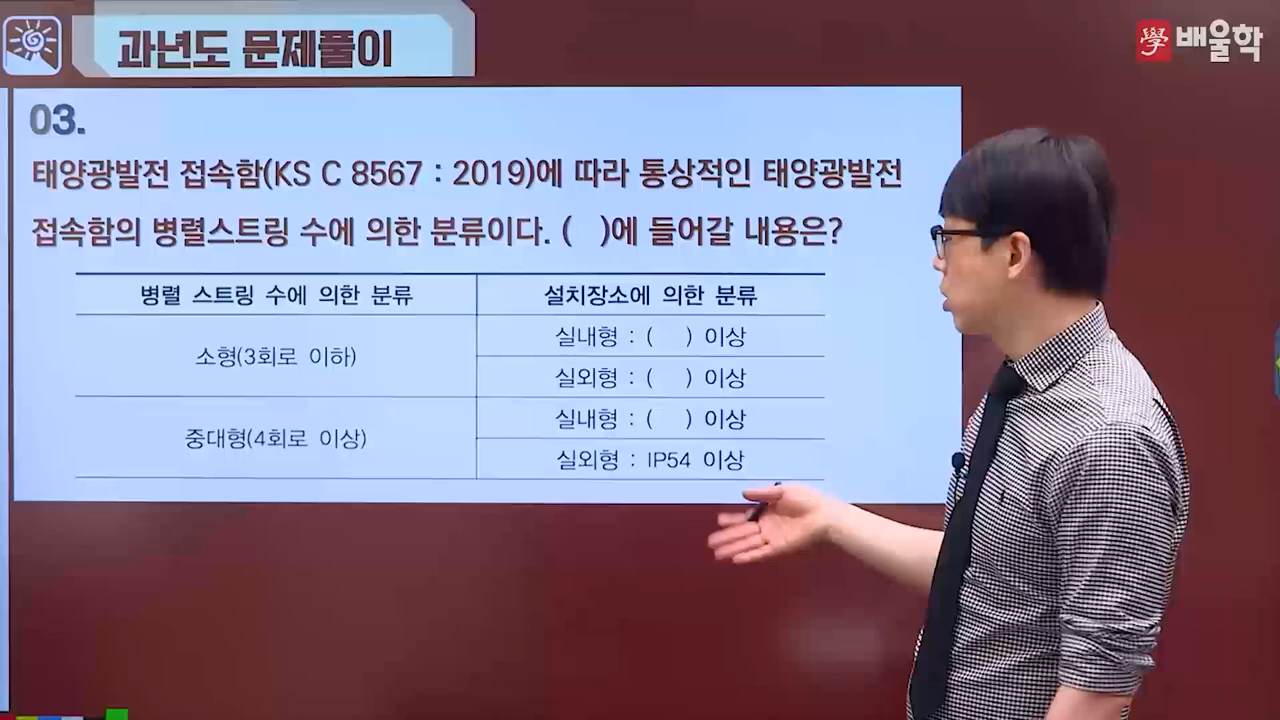 과년도 문제풀이
學 배울학
03.
태양광발전 접속함(KS C 8567 : 2019)에 따라 통상적인 태양광발전
접속함의 병렬스트링 수에 의한 분류이다. ( )에 들어갈 내용은?
병렬 스트링 수에 의한 분류 설치장소에 의한 분류
소형(3회로 이하)
실내형 : ( ) 이상
실외형 : ( ) 이상
중대형(4회로 이상)
실내형 : ( ) 이상
실외형 : IP54 이상